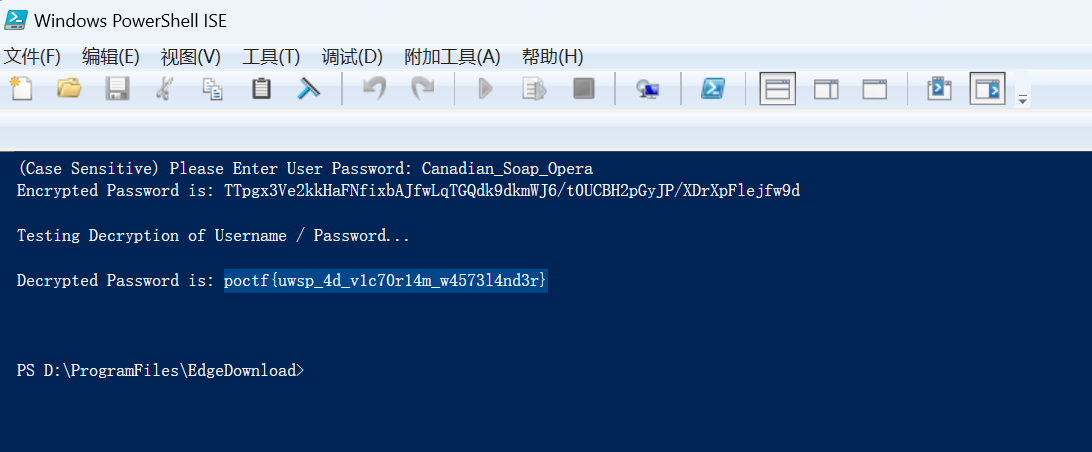 Windows PowerShell ISE
文件(F) 编辑(E) 视图(V) 工具(T) 调试(D) 附加工具(A) 帮助(H)
(Case Sensitive) Please Enter User Password: Canadian_Soap_Opera
Encrypted Password is: TTpgx3Ve2kkHaFNfixbAJfwLqTGQdk9dkmWJ6/t0UCBH2pGyJP/XDrXpFlejfw9d
Testing Decryption of Username / Password...
Decrypted Password is: poctf{uwsp_4d_v1c70r14m_w4573l4nd3r}
PS D:\ProgramFiles\EdgeDownload>